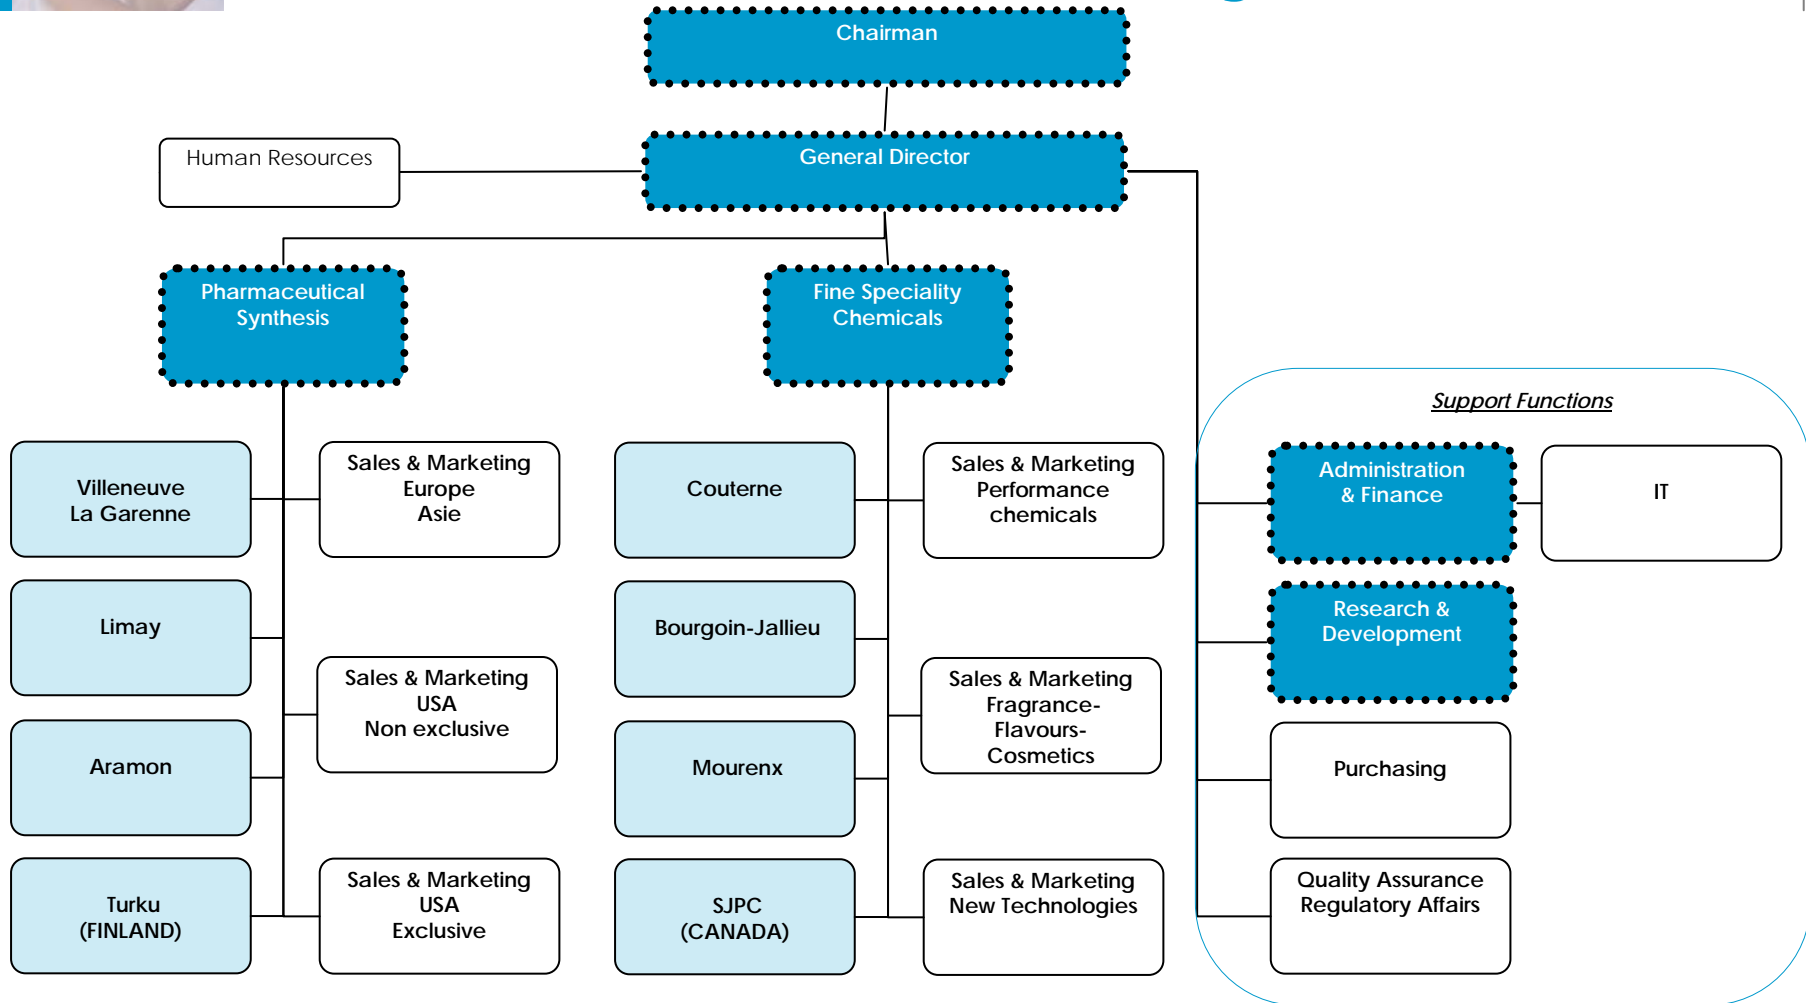 Chairman
Human Resources
General Director
Pharmaceutical
Synthesis
Fine Speciality
Chemicals
Support Functions
Villeneuve
La Garenne
Sales & Marketing
Europe
Asie
Couterne
Sales & Marketing
Performance
chemicals
Administration
& Finance
IT
Limay
Bourgoin-Jallieu
Research &
Development
Sales & Marketing
USA
Non exclusive
Sales & Marketing
Fragrance-
Flavours-
Cosmetics
Aramon
Mourenx
Purchasing
Turku
(FINLAND)
Sales & Marketing
USA
Exclusive
SJPC
(CANADA)
Sales & Marketing
New Technologies
Quality Assurance
Regulatory Affairs